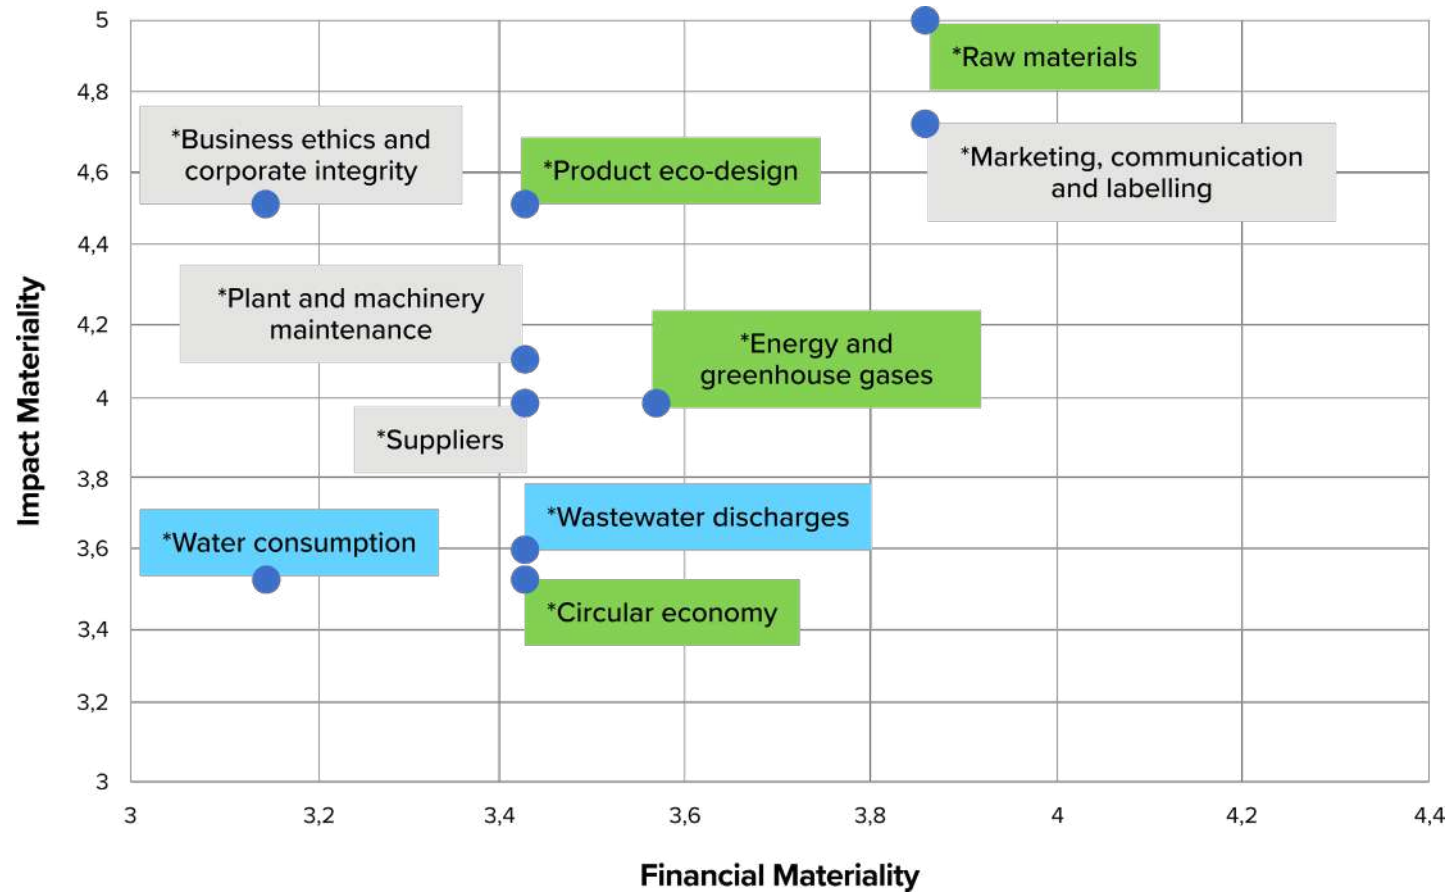 5
*Raw materials
4,8
*Business ethics and
corporate integrity
*Marketing, communication
and labelling
4,6
*Product eco-design
4,4
*Plant and machinery
maintenance
4,2
*Energy and
greenhouse gases
4
*Suppliers
3,8
*Wastewater discharges
*Water consumption
3,6
*Circular economy
3,4
3,2
3
Impact Materiality
3 3,2 3,4 3,6 3,8 4 4,2 4,4
Financial Materiality